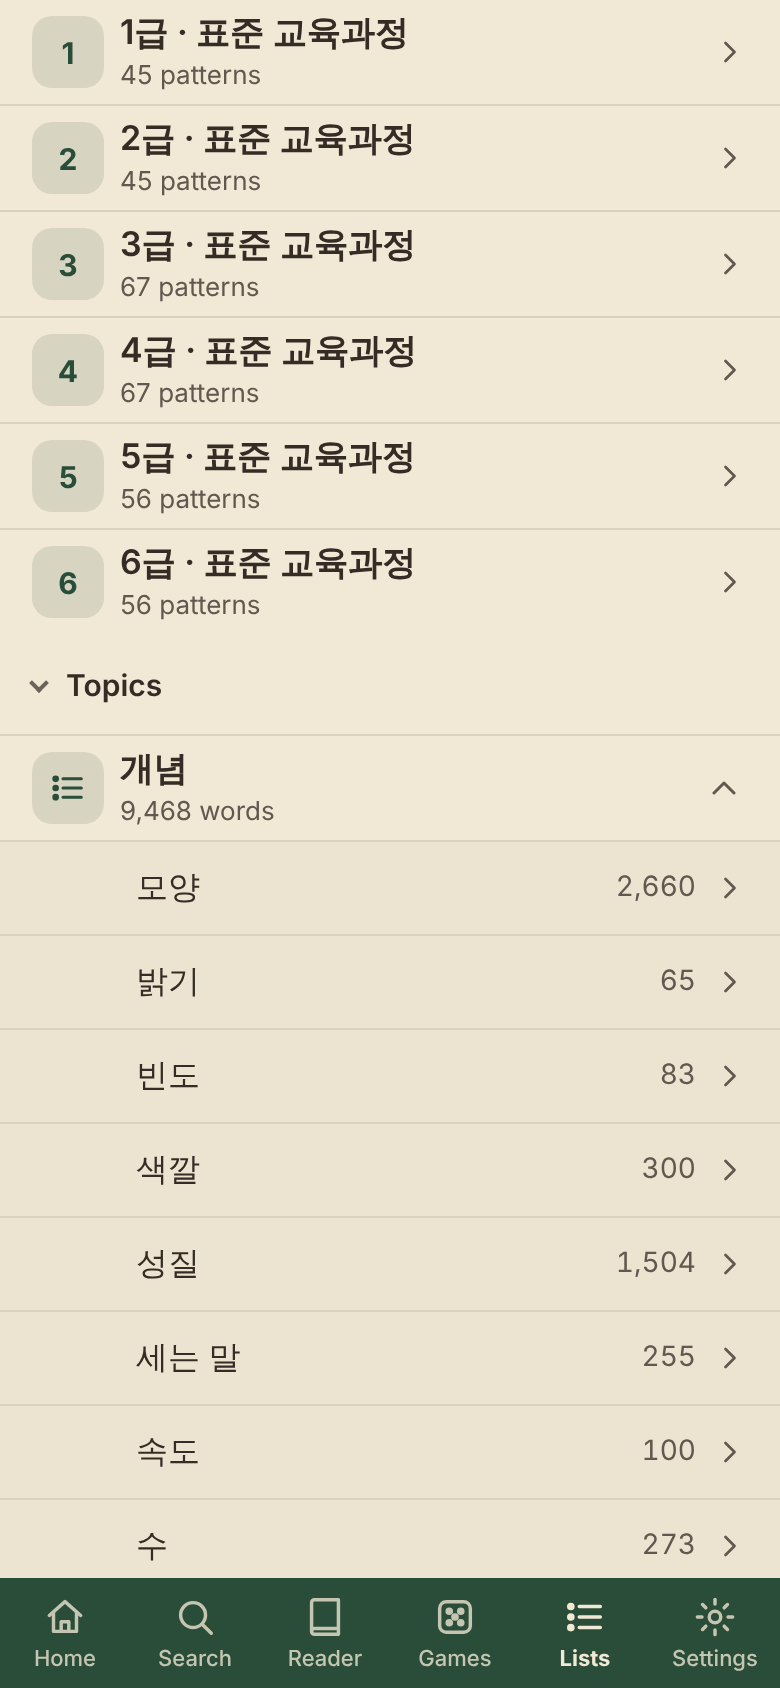 1
1급 · 표준 교육과정
45 patterns
2
2급 · 표준 교육과정
45 patterns
3
3급 · 표준 교육과정
67 patterns
4
4급 · 표준 교육과정
67 patterns
5
5급 · 표준 교육과정
56 patterns
6
6급 · 표준 교육과정
56 patterns
Topics
개념
9,468 words
모양 2,660
밝기 65
빈도 83
색깔 300
성질 1,504
세는 말 255
속도 100
수 273
Home Search Reader Games Lists Settings